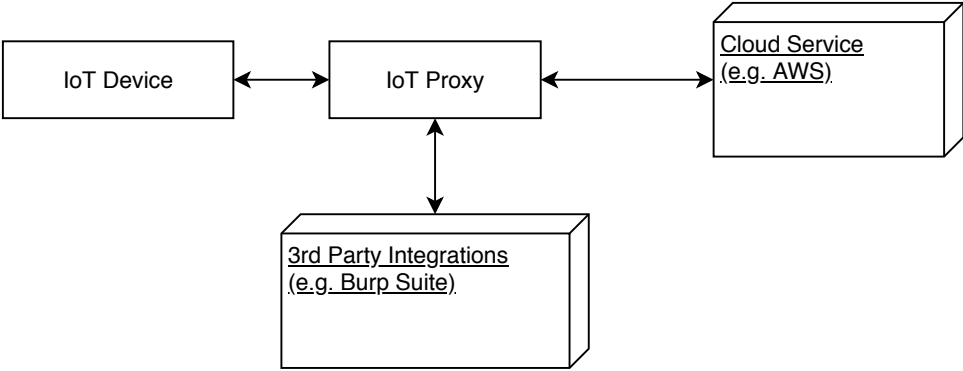 IoT Device
IoT Proxy
Cloud Service
(e.g. AWS)
3rd Party Integrations
(e.g. Burp Suite)